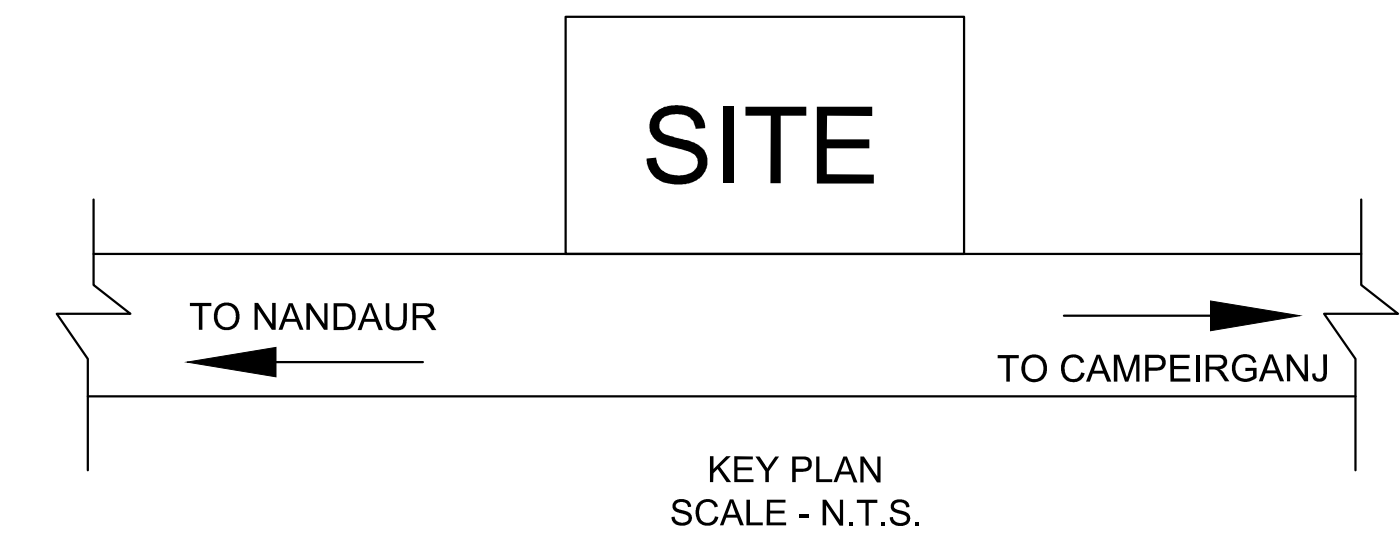 SITE
TO NANDAUR
TO CAMPEIRGANJ
KEY PLAN
SCALE - N.T.S.